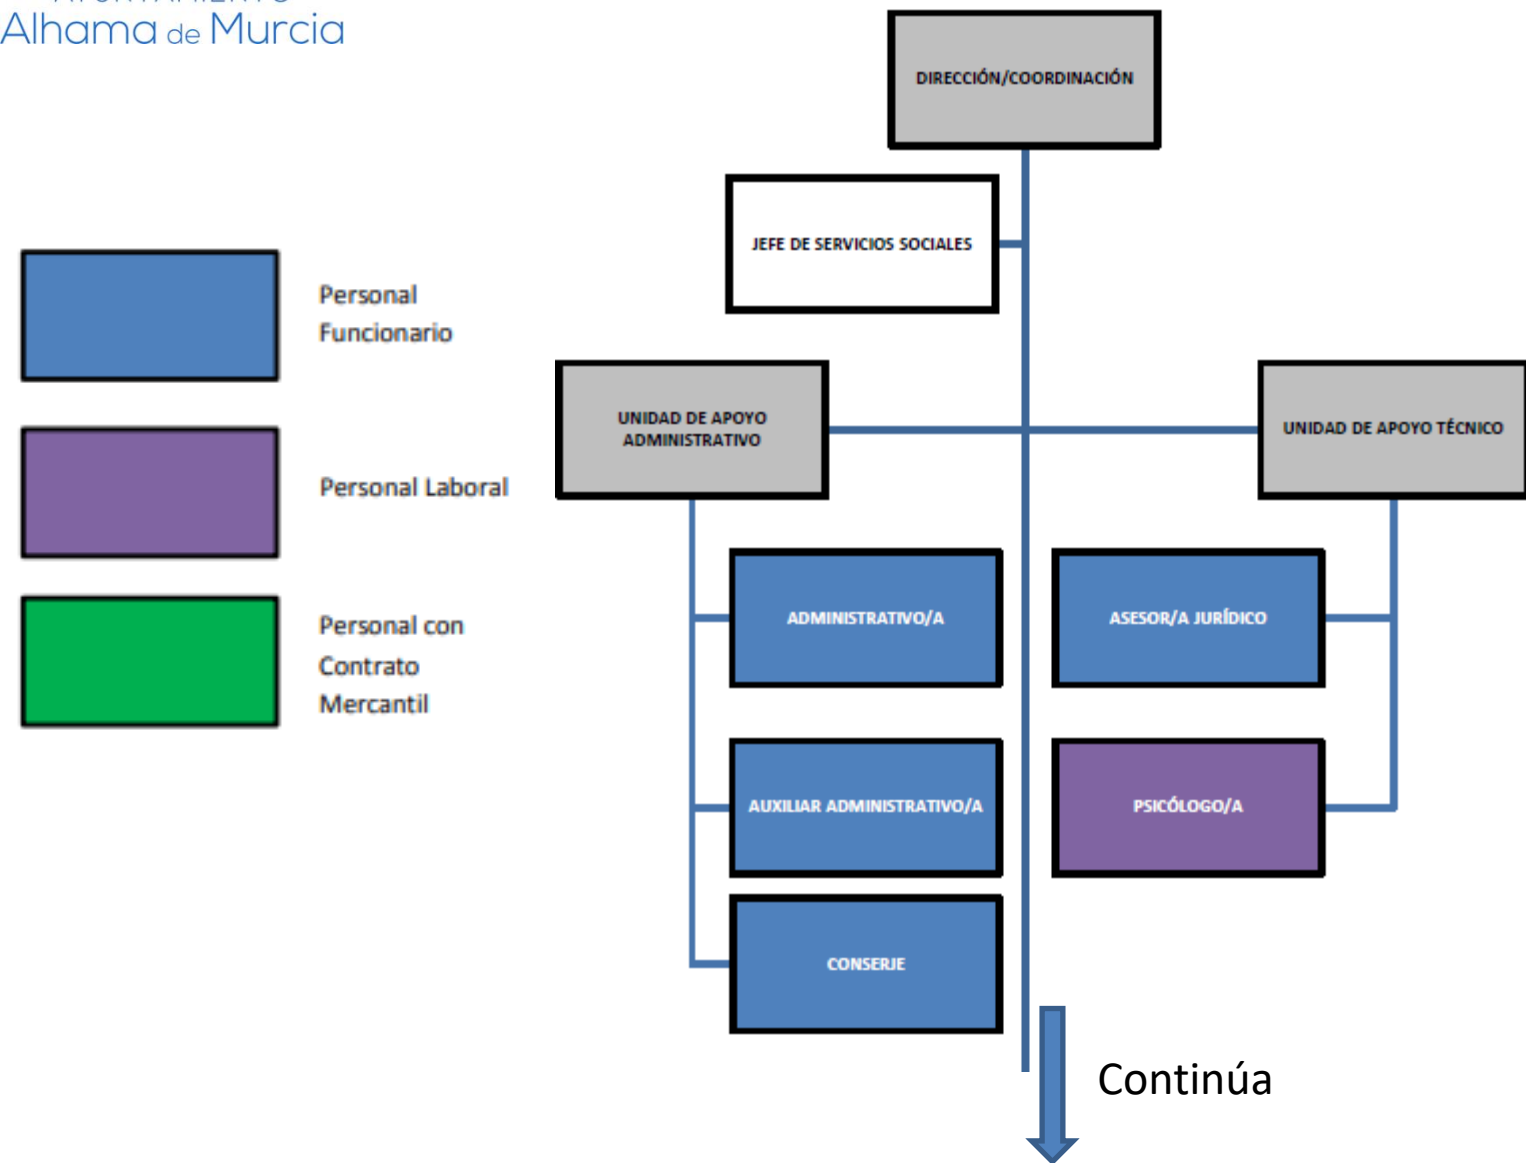 AYUNTAMIENTO
Alhama de Murcia
DIRECCIÓN/COORDINACIÓN
JEFE DE SERVICIOS SOCIALES
Personal
Funcionario
UNIDAD DE APOYO
ADMINISTRATIVO
UNIDAD DE APOYO TÉCNICO
Personal Laboral
ADMINISTRATIVO/A
ASESOR/A JURÍDICO
Personal con
Contrato
Mercantil
AUXILIAR ADMINISTRATIVO/A
PSICÓLOGO/A
CONSERJE
Continúa